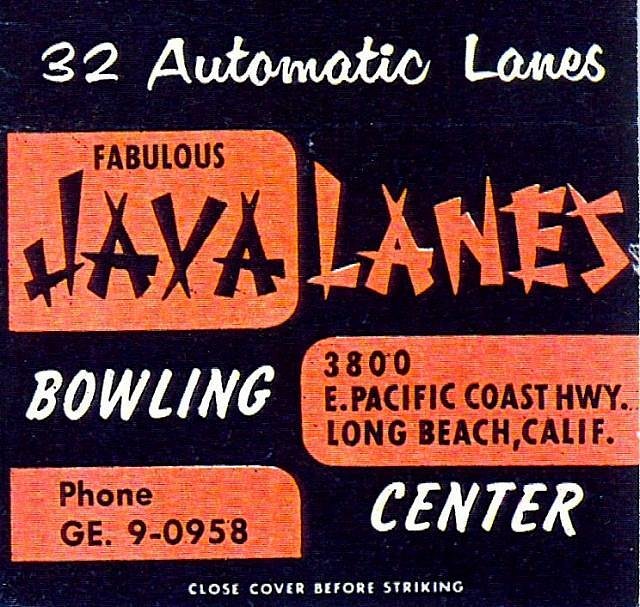 32 Automatic Lanes
FABULOUS
JAVA LANES
BOWLING
3800
E. PACIFIC COAST HWY.
LONG BEACH, CALIF.
Phone
GE. 9-0958
CENTER
CLOSE COVER BEFORE STRIKING